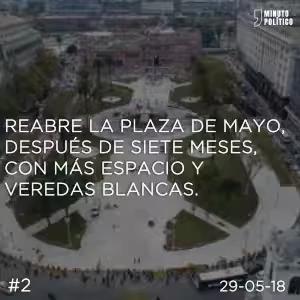 MINUTO
POLÍTICO
REABRE LA PLAZA DE MAYO,
DESPUÉS DE SIETE MESES,
CON MÁS ESPACIO Y
VEREDAS BLANCAS.
#2
29-05-18